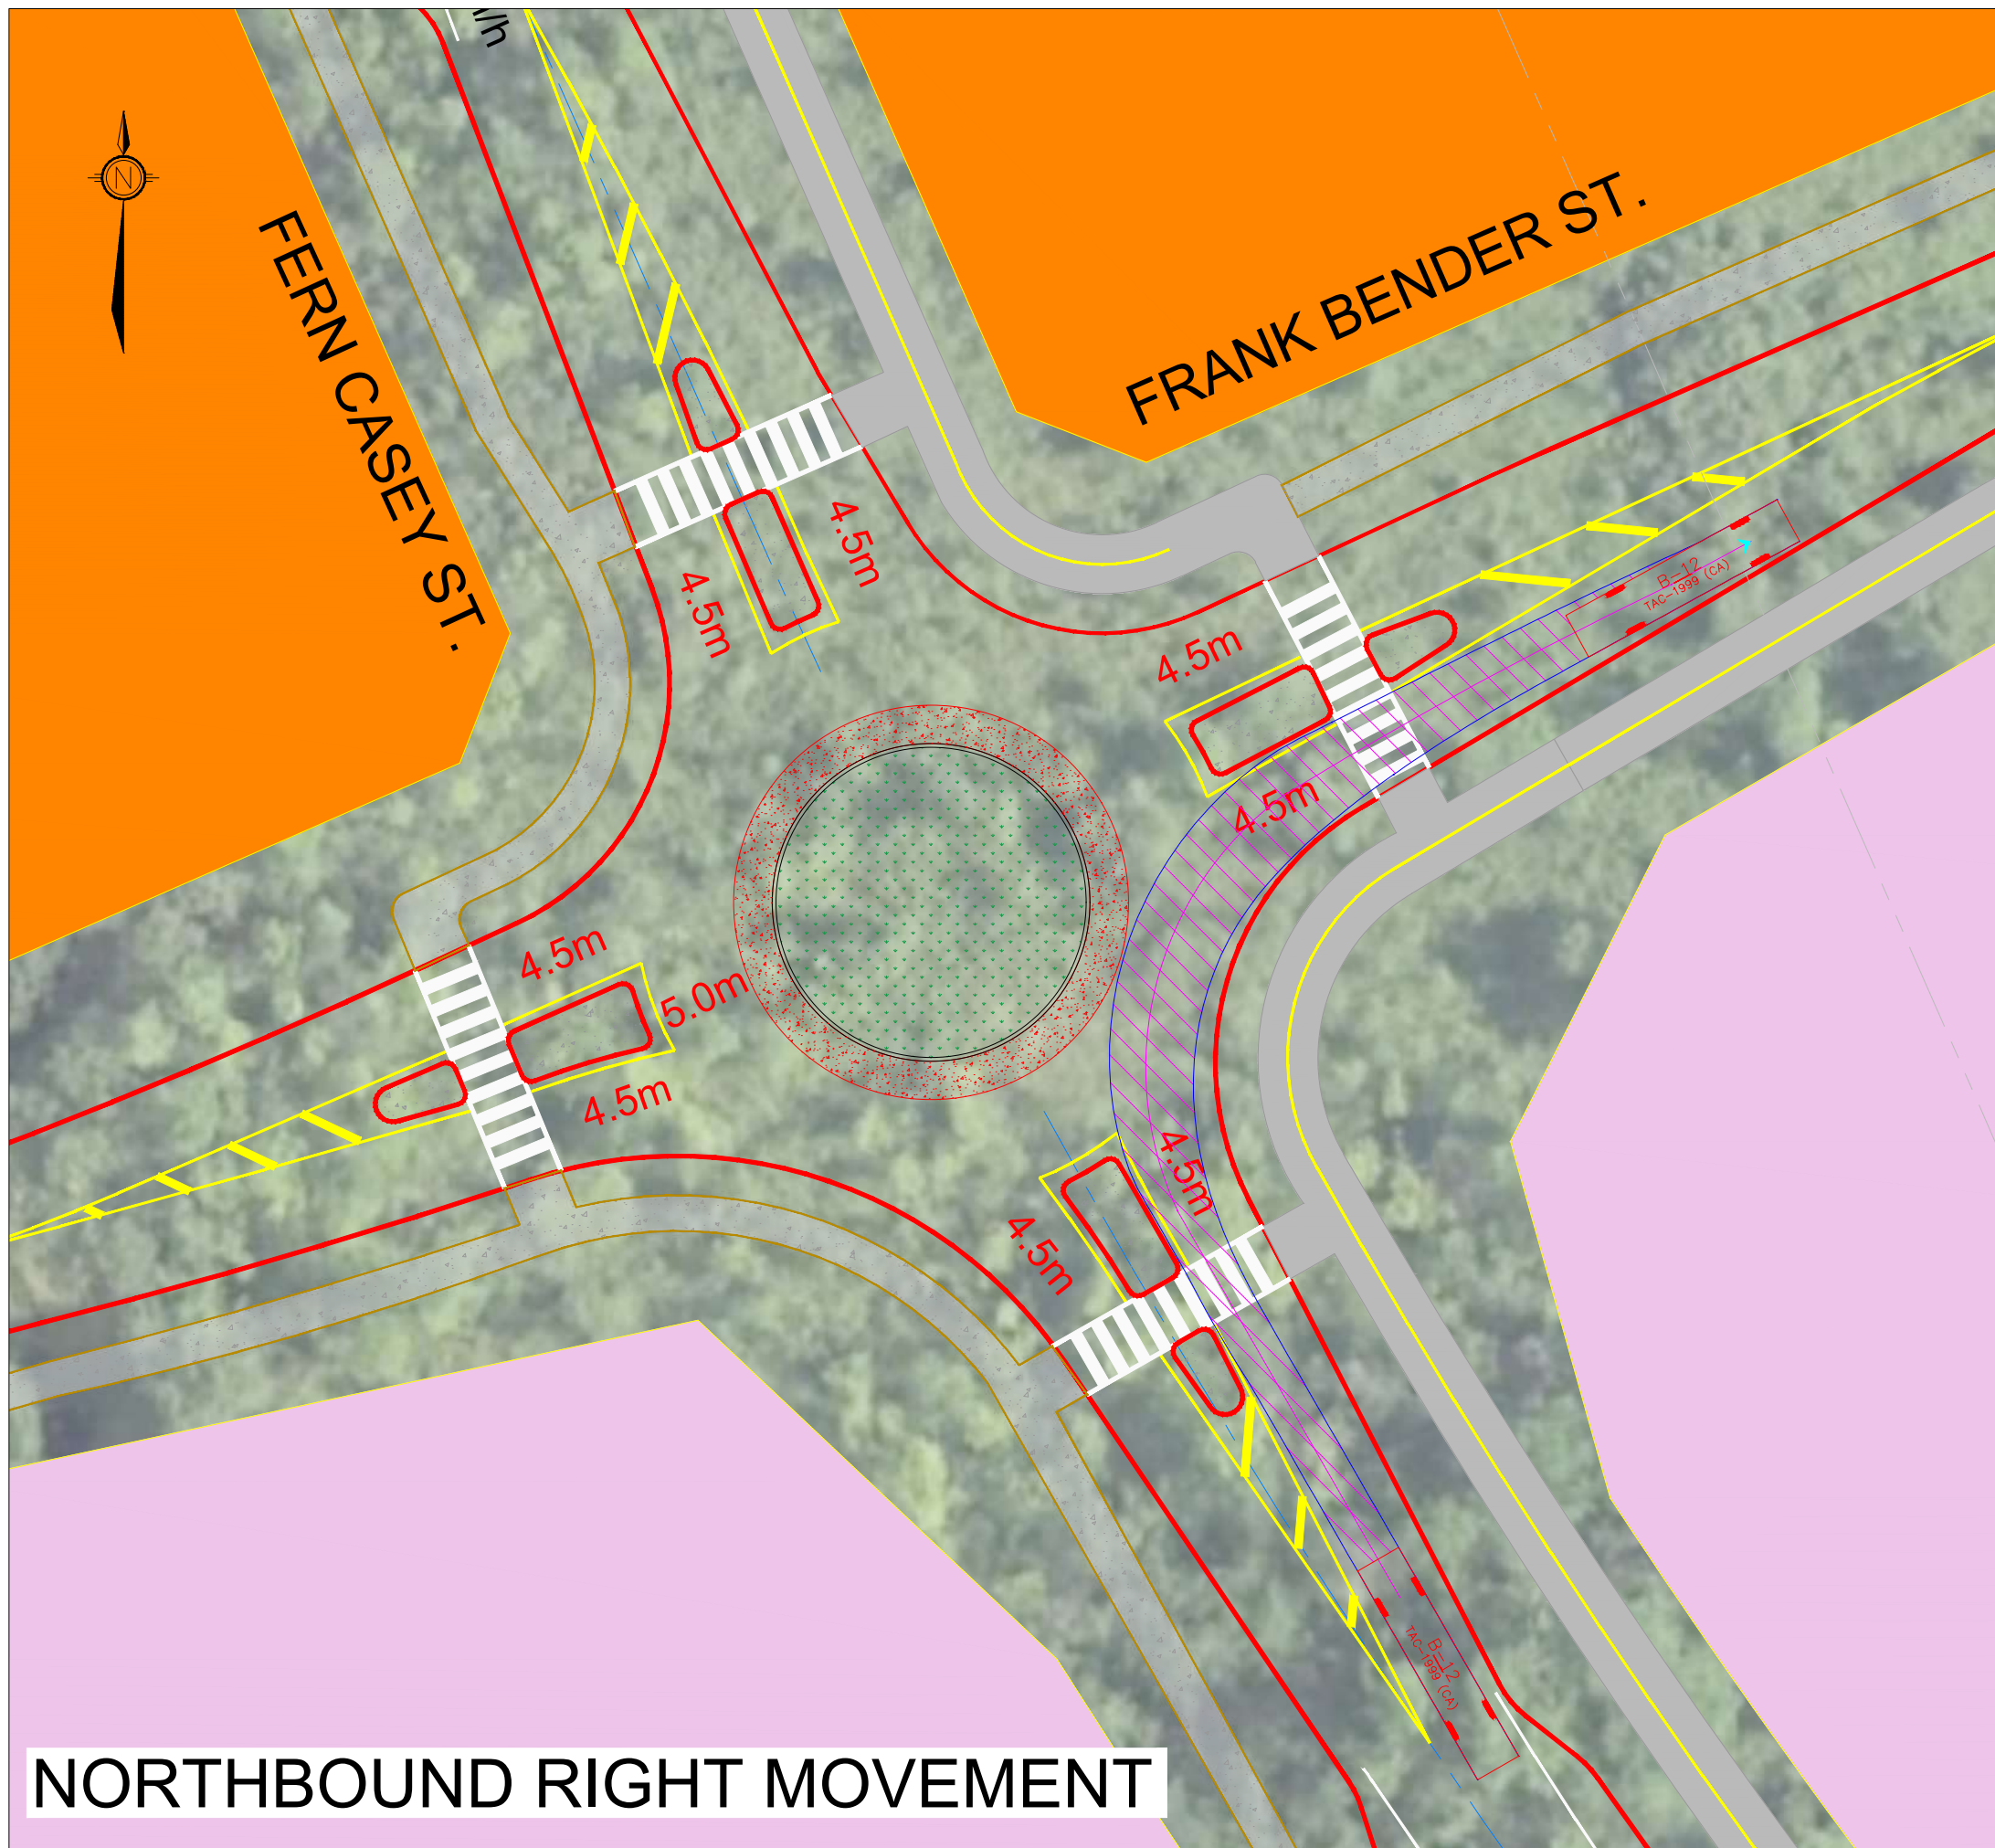 /h
N
FERN CASEY ST.
FRANK BENDER ST.
4.5m
4.5m
B-12
TAC-1999 (CA)
4.5m
4.5m
4.5m
5.0m
4.5m
4.5m
4.5m
B-12
TAC-1999 (CA)
NORTHBOUND RIGHT MOVEMENT